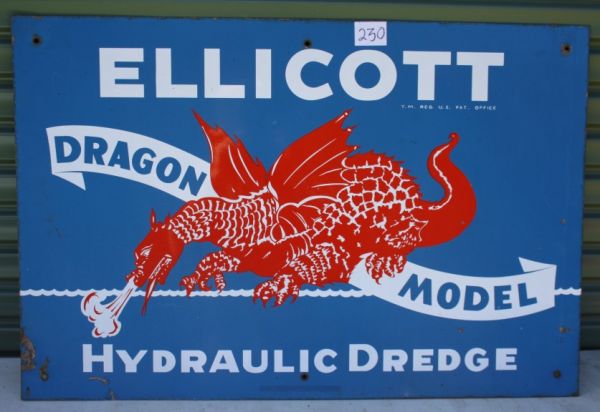 230
ELLICOTT
T.M. REG. U.S. PAT. OFFICE
DRAGON
MODEL
HYDRAULIC DREDGE